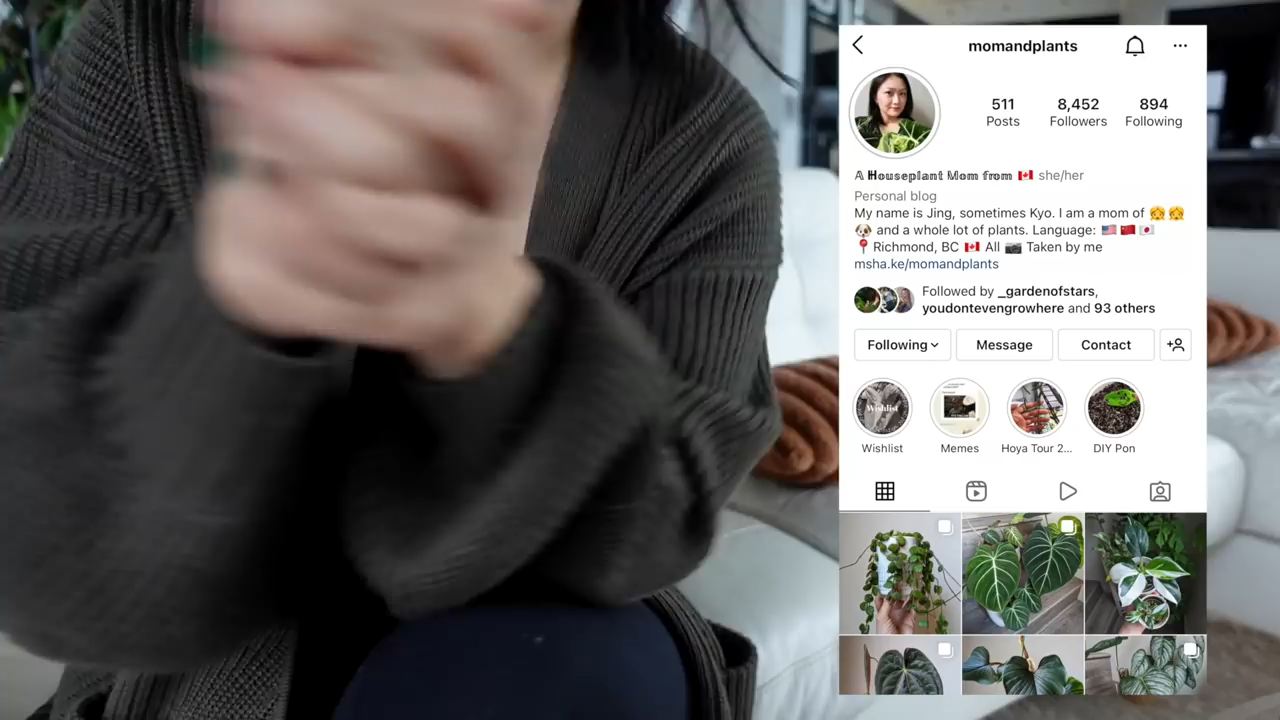 momandplants
511
8,452
894
Posts
Followers
Following
𝔸 ℍ𝕠𝕦𝕤𝕖𝕡𝕝𝕒𝕟𝕥 𝕄𝕠𝕞 𝕗𝕣𝕠𝕞 🇨🇦 she/her
Personal blog
My name is Jing, sometimes Kyo. I am a mom of 👧👧
🐶 and a whole lot of plants. Language: 🇺🇸 🇨🇳 🇯🇵
📍 Richmond, BC 🇨🇦 All 📷 Taken by me
msha.ke/momandplants
Followed by _gardenofstars,
youdontevengrowhere and 93 others
Following
Message
Contact
Wishlist
Wishlist
Memes
Hoya Tour 2...
DIY Pon